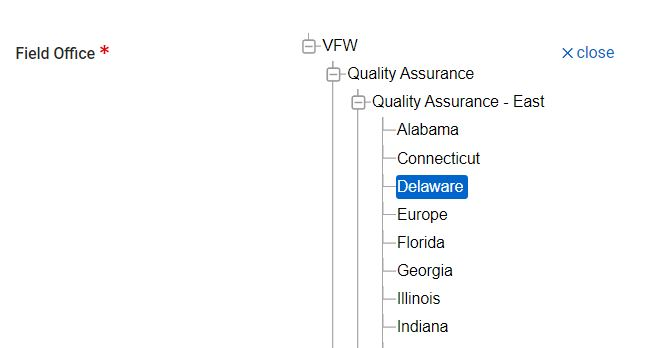 VFW
Field Office *
× close
Quality Assurance
Quality Assurance - East
Alabama
Connecticut
Delaware
Europe
Florida
Georgia
Illinois
Indiana